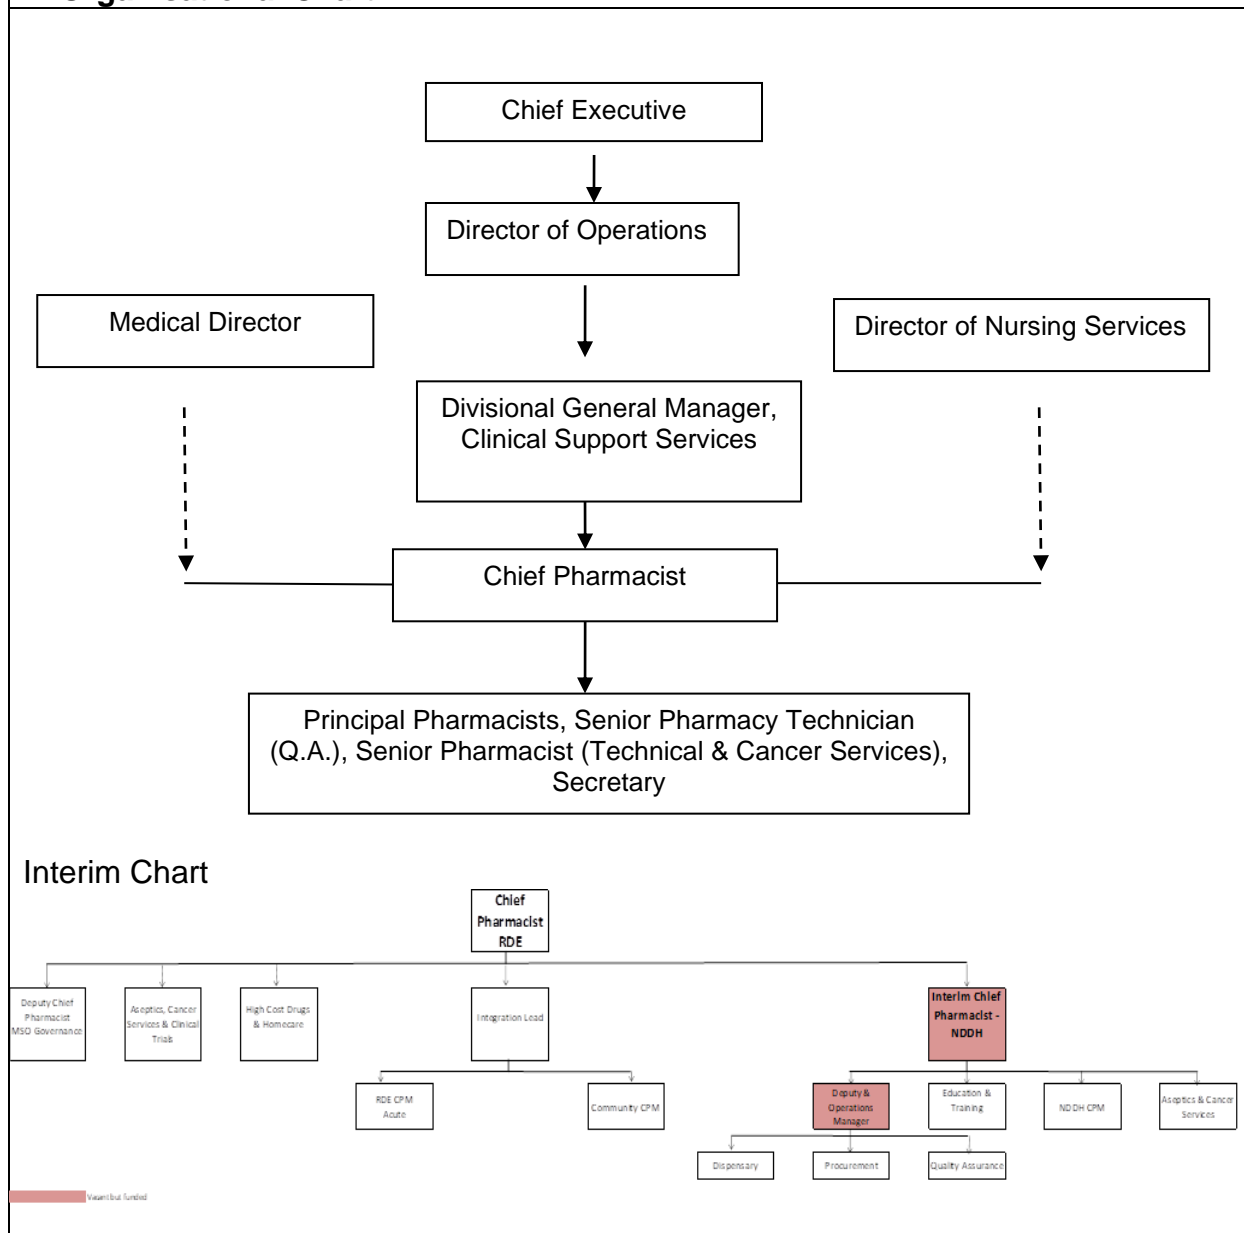 Organisational Chart
Chief Executive
Director of Operations
Medical Director
Director of Nursing Services
Divisional General Manager,
Clinical Support Services
Chief Pharmacist
Principal Pharmacists, Senior Pharmacy Technician
(Q.A.), Senior Pharmacist (Technical & Cancer Services),
Secretary
Interim Chart
Chief
Pharmacist
RDE
Deputy Chief
Pharmacist
MSO Governance
Aseptics, Cancer
Services & Clinical
Trials
High Cost Drugs
& Homecare
Integration Lead
Interim Chief
Pharmacist -
NDDH
RDE CPM
Acute
Community CPM
Deputy &
Operations
Manager
Education &
Training
NDDH CPM
Aseptics & Cancer
Services
Dispensary
Procurement
Quality Assurance
Vacant but funded